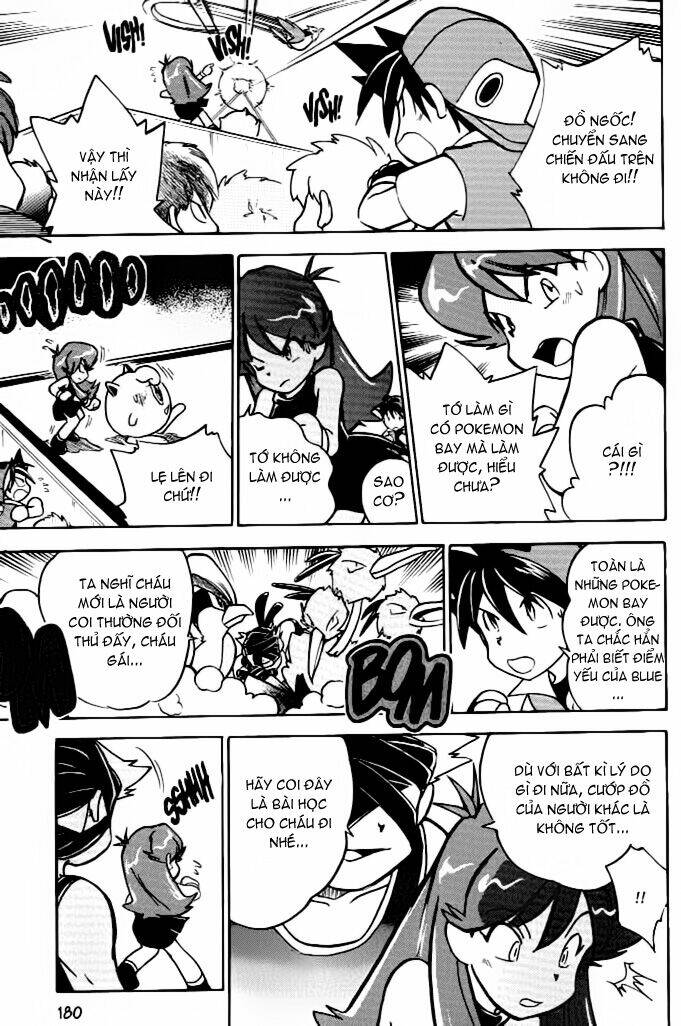 ĐỒ NGỐC!
CHUYỂN SANG
CHIẾN ĐẤU TRÊN
KHÔNG ĐI!!
VISH!
VISH!
VISH!
VẬY THÌ
NHẬN LẤY
NÀY!!
CÁI GÌ
?!!!
TỚ LÀM GÌ
CÓ POKEMON
BAY MÀ LÀM
ĐƯỢC, HIỂU
CHƯA?
SAO
CƠ?
TỚ KHÔNG
LÀM ĐƯỢC
...
LẸ LÊN ĐI
CHỨ!!
TOÀN LÀ
NHỮNG POKE-
MON BAY
ĐƯỢC, ÔNG
TA CHẮC HẲN
PHẢI BIẾT ĐIỂM
YẾU CỦA BLUE
...
BOM
TA NGHĨ CHÁU
MỚI LÀ NGƯỜI
COI THƯỜNG ĐỐI
THỦ ĐẤY, CHÁU
GÁI...
DÙ VỚI BẤT KÌ LÝ DO
GÌ ĐI NỮA, CƯỚP ĐỒ
CỦA NGƯỜI KHÁC LÀ
KHÔNG TỐT...
!!
HÃY COI ĐÂY
LÀ BÀI HỌC
CHO CHÁU ĐI
NHÉ.
SSHHH
180